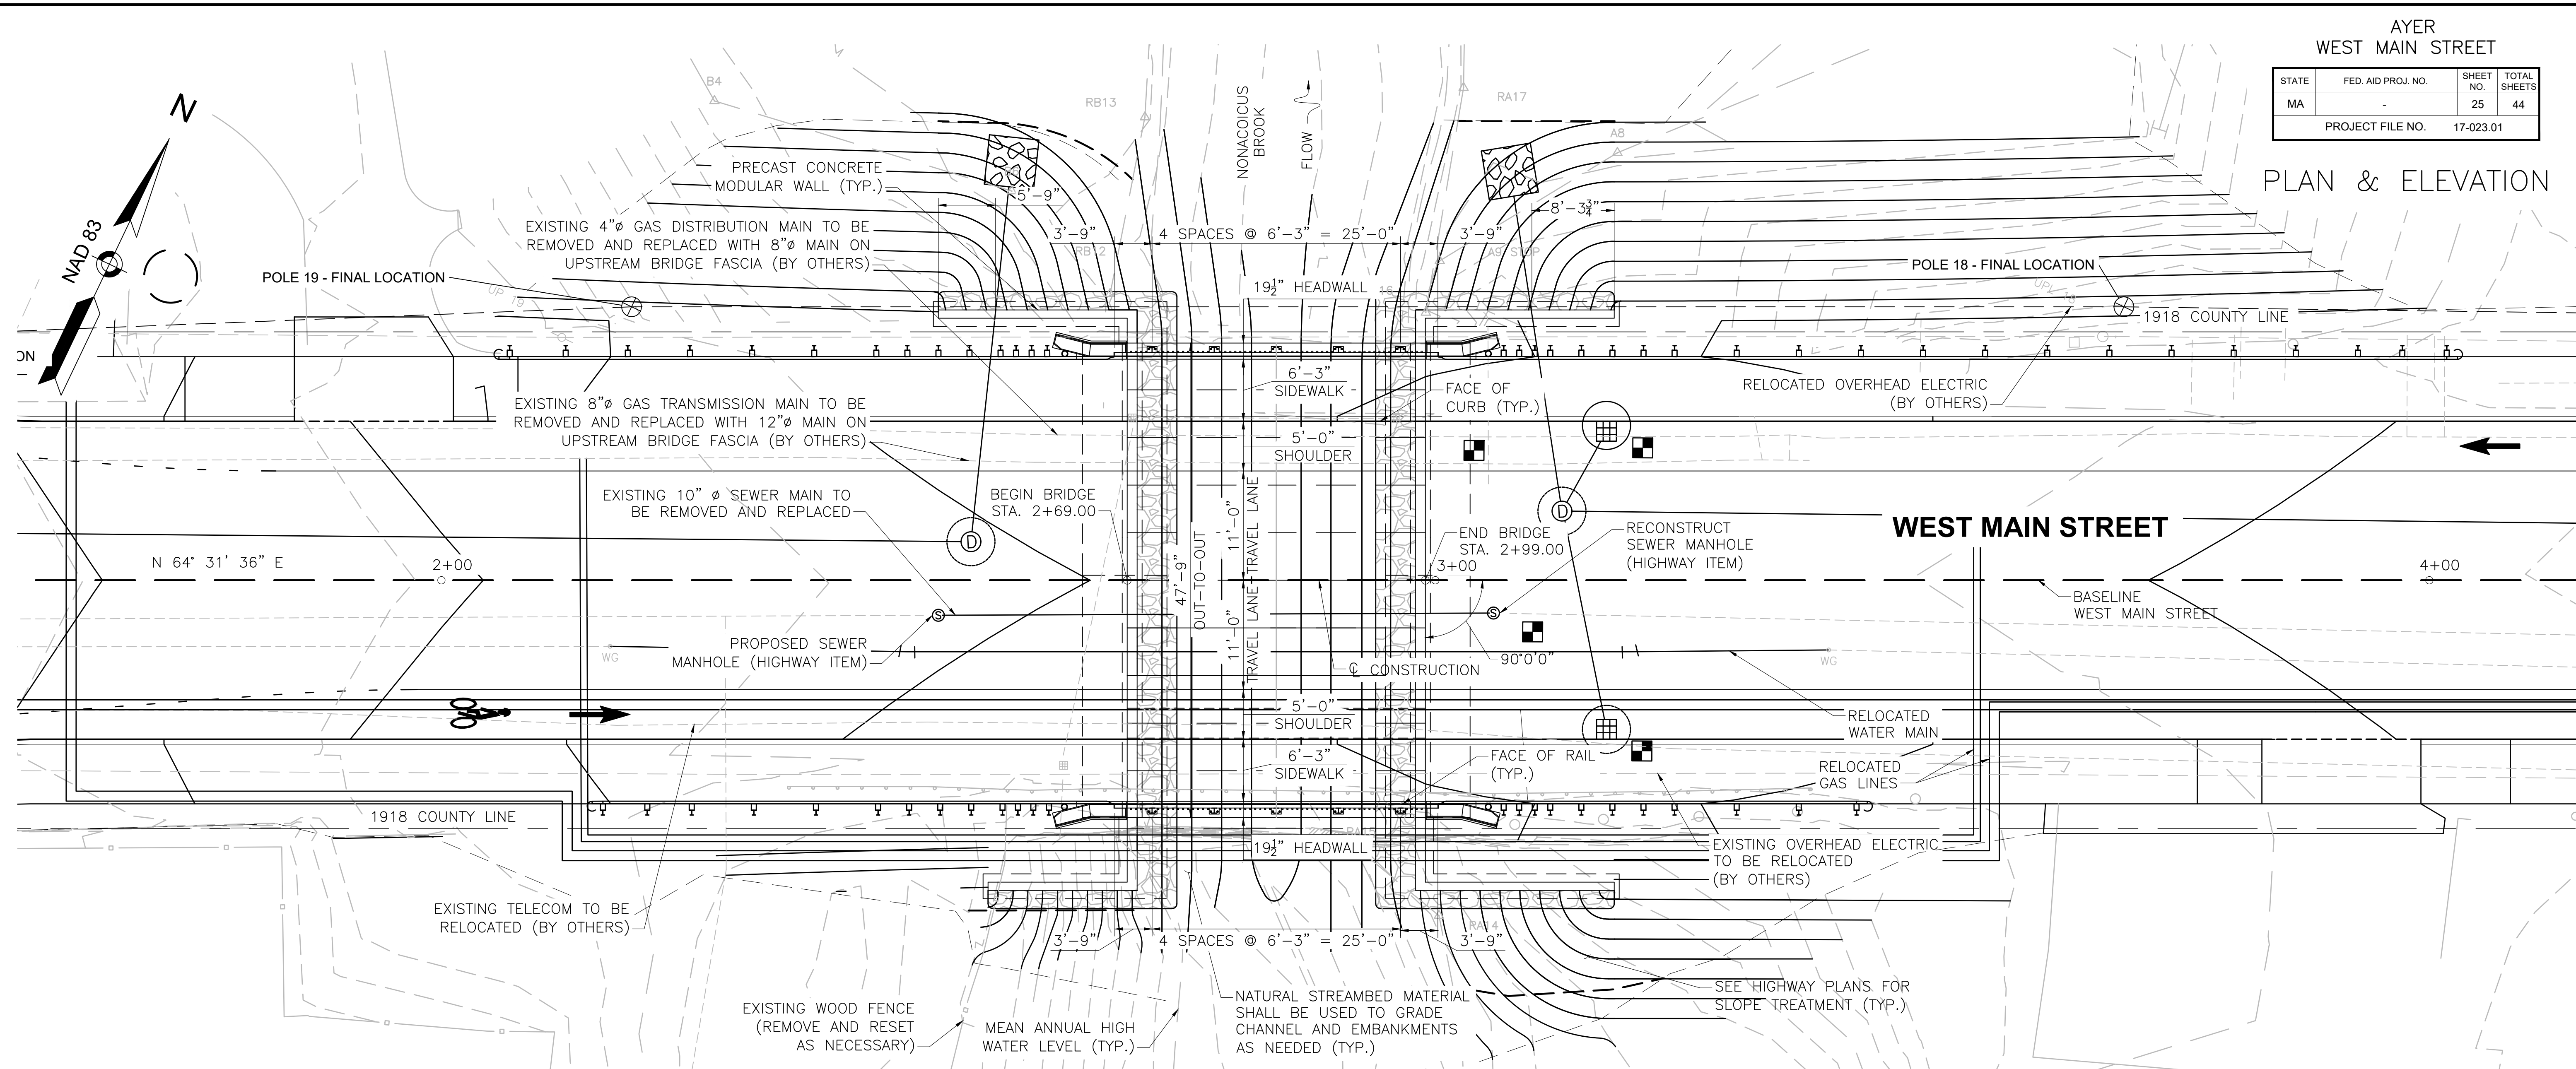 AYER
WEST MAIN STREET
STATE FED. AID PROJ. NO. SHEET NO. TOTAL SHEETS
MA - 25 44
PROJECT FILE NO. 17-023.01
PLAN & ELEVATION
N
NAD 83
B4
RB13
NONACOICUS
BROOK
FLOW
RA17
A8
PRECAST CONCRETE
MODULAR WALL (TYP.)
5'-9"
8'-3¾"
EXISTING 4"ø GAS DISTRIBUTION MAIN TO BE
REMOVED AND REPLACED WITH 8"ø MAIN ON
UPSTREAM BRIDGE FASCIA (BY OTHERS)
3'-9"
4 SPACES @ 6'-3" = 25'-0"
3'-9"
RB12
A9 STOP
POLE 19 - FINAL LOCATION
UP 19
POLE 18 - FINAL LOCATION
19½" HEADWALL
1918 COUNTY LINE
ON
6'-3"
SIDEWALK
FACE OF
CURB (TYP.)
RELOCATED OVERHEAD ELECTRIC
(BY OTHERS)
EXISTING 8"ø GAS TRANSMISSION MAIN TO BE
REMOVED AND REPLACED WITH 12"ø MAIN ON
UPSTREAM BRIDGE FASCIA (BY OTHERS)
5'-0"
SHOULDER
EXISTING 10" ø SEWER MAIN TO
BE REMOVED AND REPLACED
BEGIN BRIDGE
STA. 2+69.00
11'-0"
TRAVEL LANE
47'-9"
OUT-TO-OUT
END BRIDGE
STA. 2+99.00
RECONSTRUCT
SEWER MANHOLE
(HIGHWAY ITEM)
WEST MAIN STREET
D
D
N 64° 31' 36" E
2+00
3+00
4+00
BASELINE
WEST MAIN STREET
S
S
11'-0"
TRAVEL LANE
PROPOSED SEWER
MANHOLE (HIGHWAY ITEM)
90°0'0"
℄ CONSTRUCTION
WG
WG
5'-0"
SHOULDER
RELOCATED
WATER MAIN
6'-3"
SIDEWALK
FACE OF RAIL
(TYP.)
RELOCATED
GAS LINES
1918 COUNTY LINE
19½" HEADWALL
EXISTING OVERHEAD ELECTRIC
TO BE RELOCATED
(BY OTHERS)
EXISTING TELECOM TO BE
RELOCATED (BY OTHERS)
RA14
3'-9"
4 SPACES @ 6'-3" = 25'-0"
3'-9"
EXISTING WOOD FENCE
(REMOVE AND RESET
AS NECESSARY)
MEAN ANNUAL HIGH
WATER LEVEL (TYP.)
NATURAL STREAMBED MATERIAL
SHALL BE USED TO GRADE
CHANNEL AND EMBANKMENTS
AS NEEDED (TYP.)
SEE HIGHWAY PLANS FOR
SLOPE TREATMENT (TYP.)